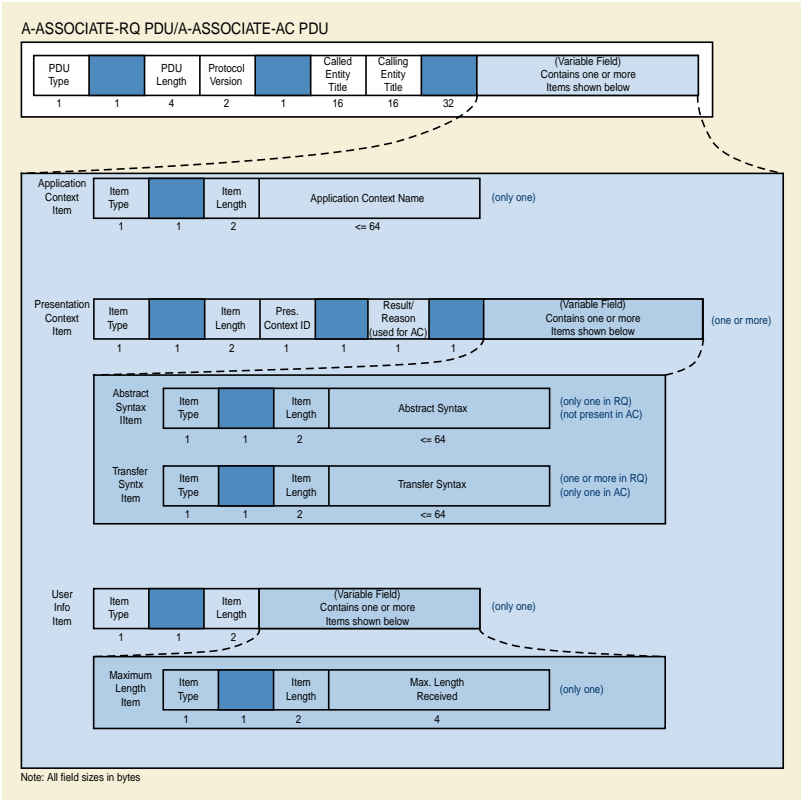 A-ASSOCIATE-RQ PDU/A-ASSOCIATE-AC PDU
PDU Type
PDU Length
Protocol Version
Called Entity Title
Calling Entity Title
(Variable Field) Contains one or more Items shown below
1 1 4 2 1 16 16 32
Application Context Item
Item Type
Item Length
Application Context Name
(only one)
1 1 2 <= 64
Presentation Context Item
Item Type
Item Length
Pres. Context ID
Result/ Reason (used for AC)
(Variable Field) Contains one or more Items shown below
(one or more)
1 1 2 1 1 1 1
Abstract Syntax IItem
Item Type
Item Length
Abstract Syntax
(only one in RQ)
(not present in AC)
1 1 2 <= 64
Transfer Syntx Item
Item Type
Item Length
Transfer Syntax
(one or more in RQ)
(only one in AC)
1 1 2 <= 64
User Info Item
Item Type
Item Length
(Variable Field) Contains one or more Items shown below
(only one)
1 1 2
Maximum Length Item
Item Type
Item Length
Max. Length Received
(only one)
1 1 2 4
Note: All field sizes in bytes